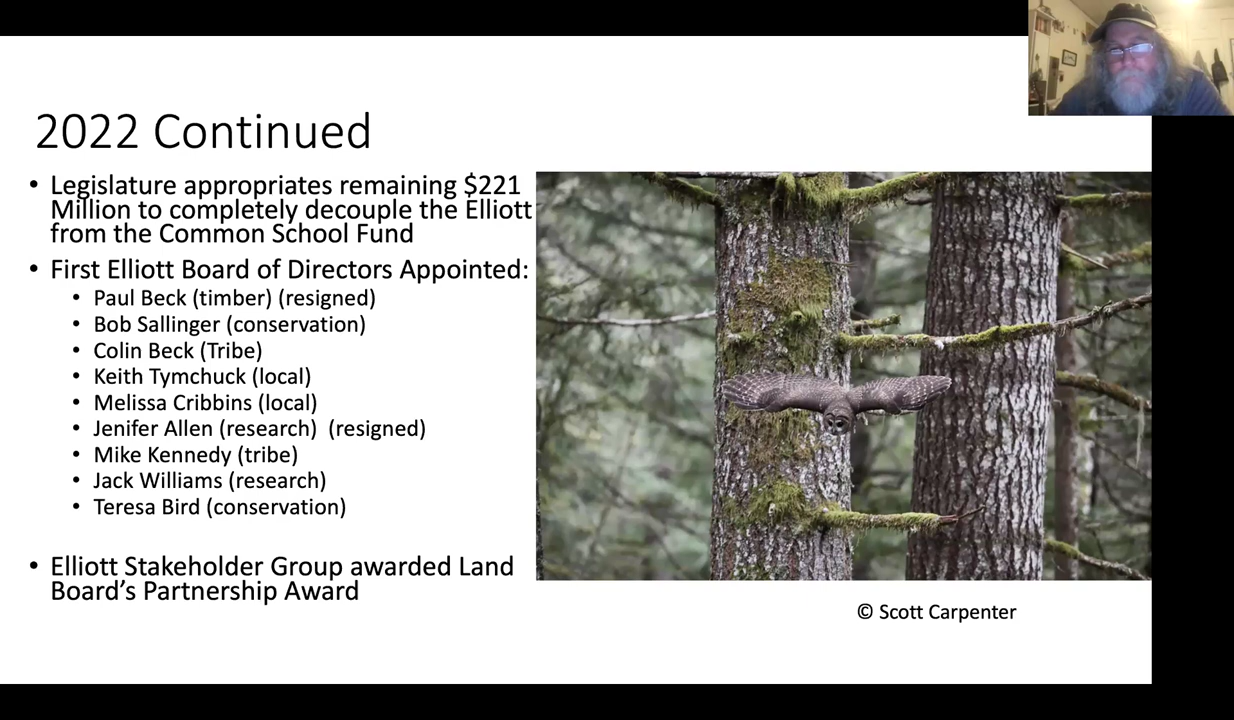 2022 Continued
• Legislature appropriates remaining $221
Million to completely decouple the Elliott
from the Common School Fund
• First Elliott Board of Directors Appointed:
• Paul Beck (timber) (resigned)
• Bob Sallinger (conservation)
• Colin Beck (Tribe)
• Keith Tymchuck (local)
• Melissa Cribbins (local)
• Jenifer Allen (research)  (resigned)
• Mike Kennedy (tribe)
• Jack Williams (research)
• Teresa Bird (conservation)
• Elliott Stakeholder Group awarded Land
Board’s Partnership Award
© Scott Carpenter